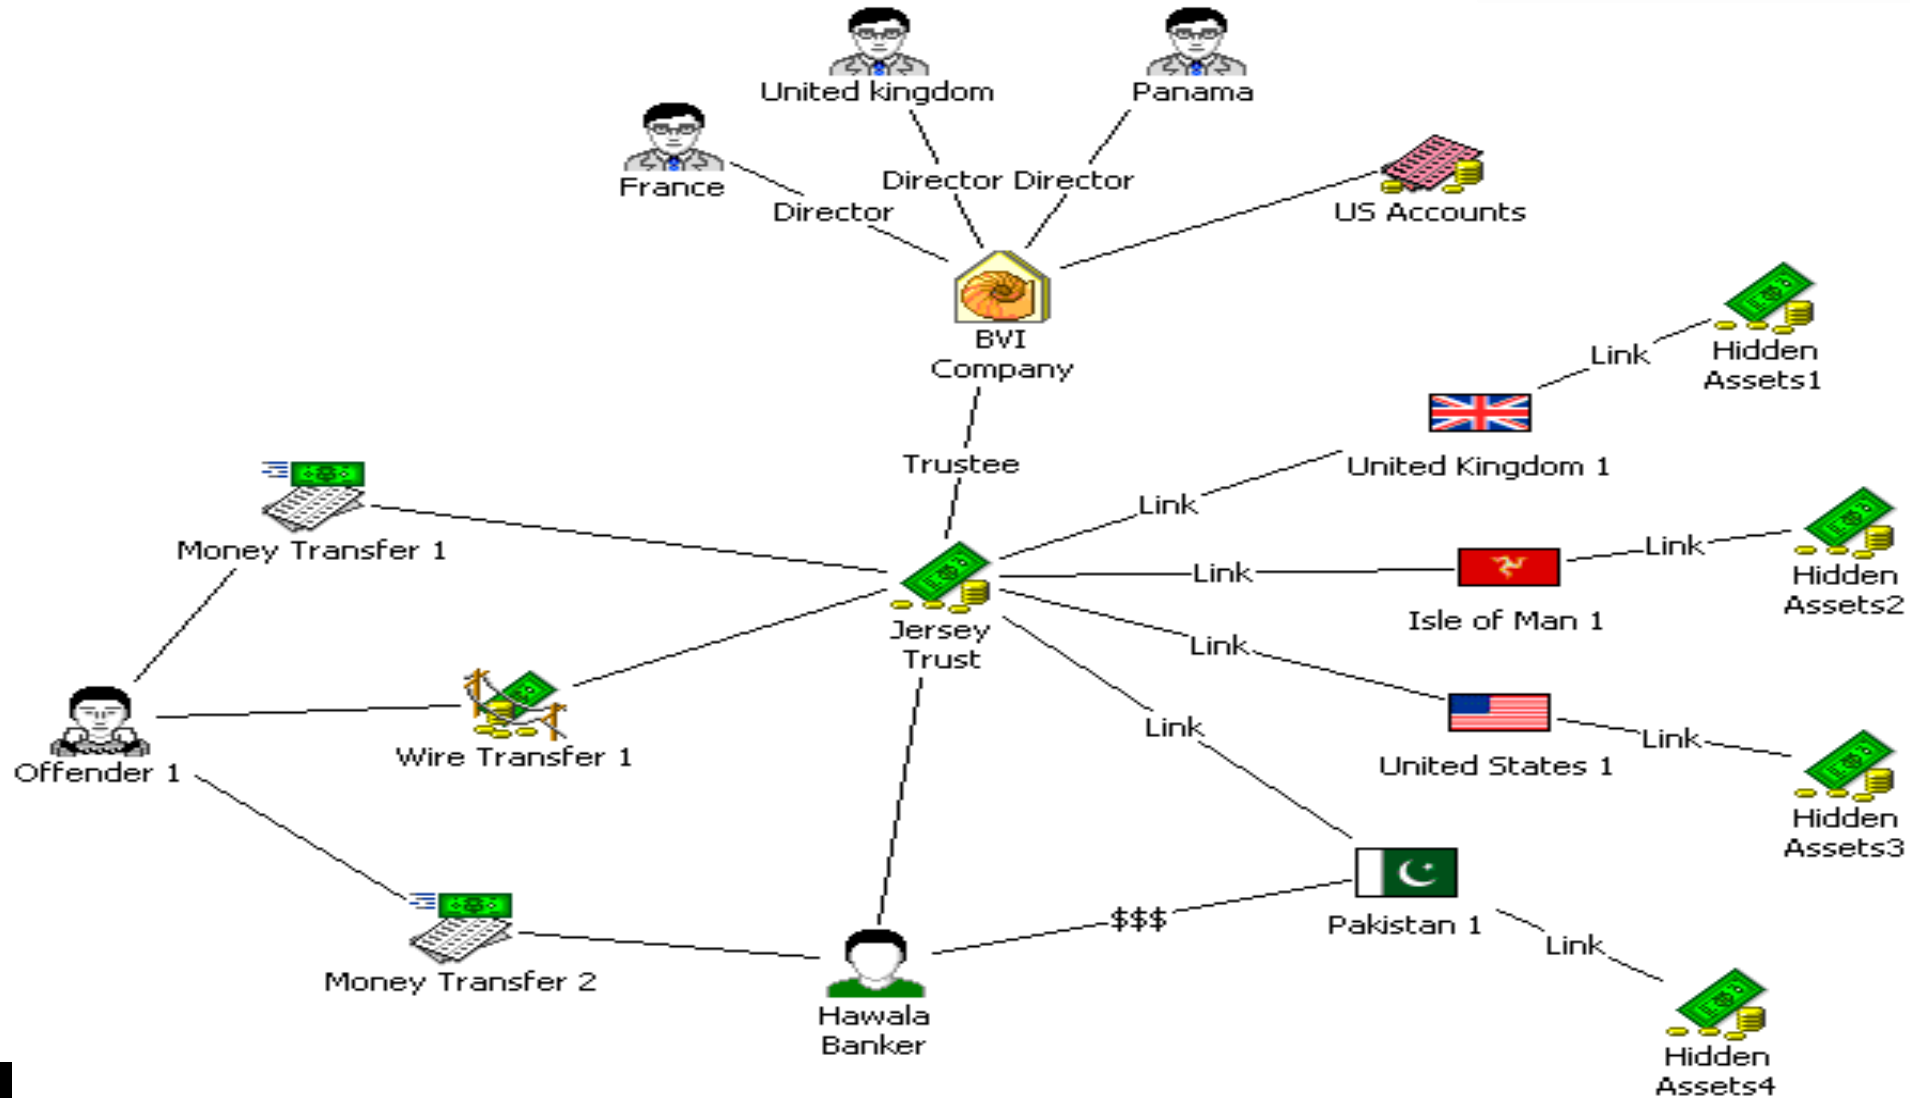 United kingdom
Panama
France
Director Director
Director
US Accounts
BVI
Company
Link
Hidden
Assets1
Trustee
United Kingdom 1
Link
Money Transfer 1
Link
Hidden
Assets2
Link
Isle of Man 1
Jersey
Trust
Link
Link
Link
United States 1
Wire Transfer 1
Offender 1
Hidden
Assets3
$$$
Pakistan 1
Link
Money Transfer 2
Hawala
Banker
Hidden
Assets4